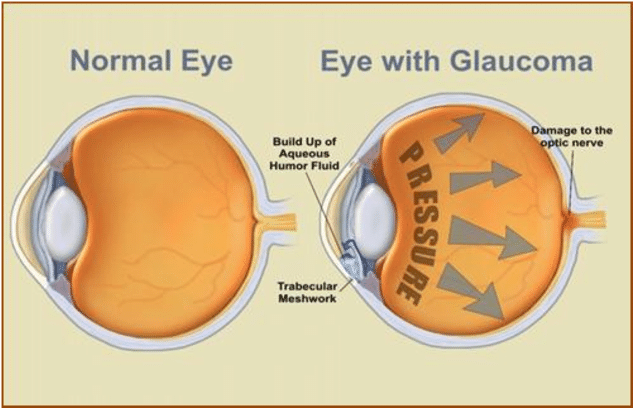 Normal Eye
Eye with Glaucoma
Build Up of
Aqueous
Humor Fluid
Trabecular
Meshwork
PRESSURE
Damage to the
optic nerve